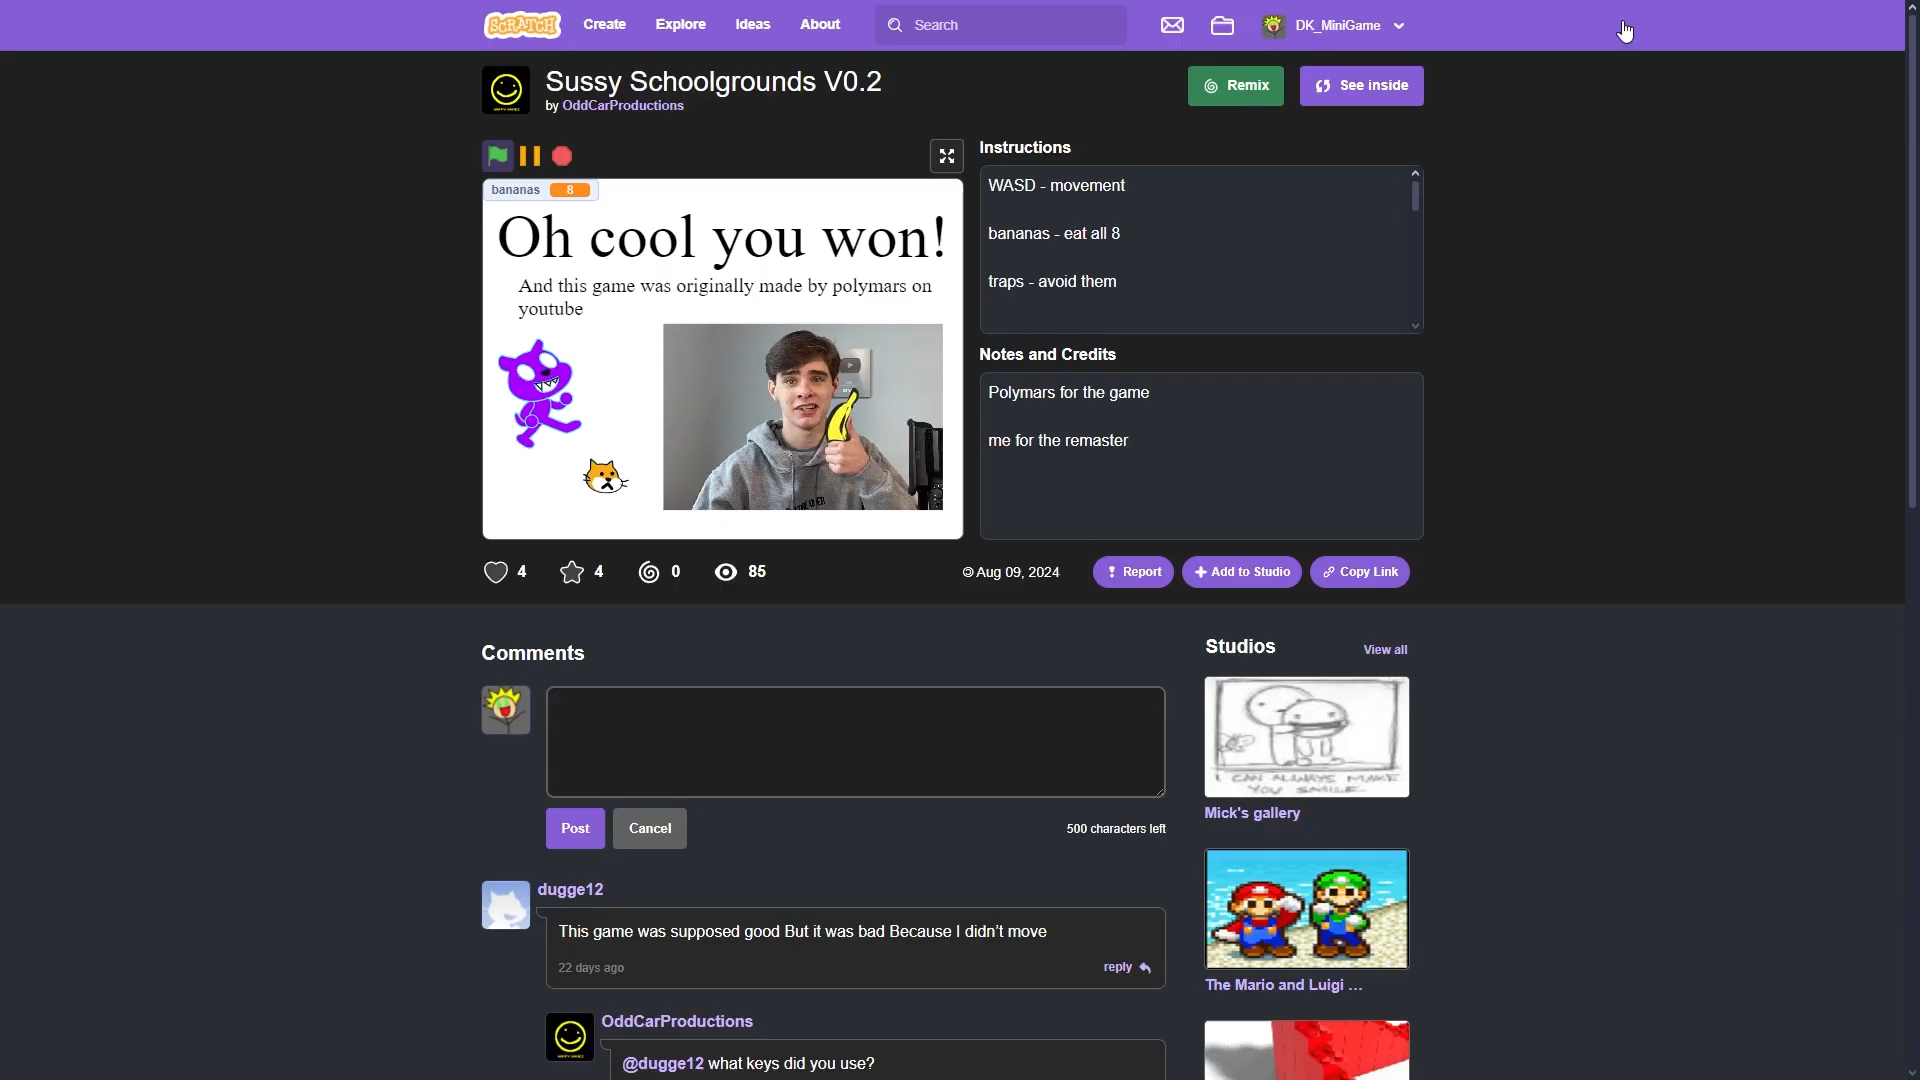 SCRATCH
Create
Explore
Ideas
About
Search
DK_MiniGame
Sussy Schoolgrounds V0.2
by OddCarProductions
Remix
See inside
bananas 8
Oh cool you won!
And this game was originally made by polymars on
youtube
Instructions
WASD - movement
bananas - eat all 8
traps - avoid them
Notes and Credits
Polymars for the game
me for the remaster
4
4
0
85
© Aug 09, 2024
Report
Add to Studio
Copy Link
Comments
Post
Cancel
500 characters left
dugge12
This game was supposed good But it was bad Because I didn't move
22 days ago
reply
OddCarProductions
@dugge12 what keys did you use?
Studios
View all
I CAN ALWAYS MAKE
YOU SMILE.
Mick's gallery
The Mario and Luigi ...